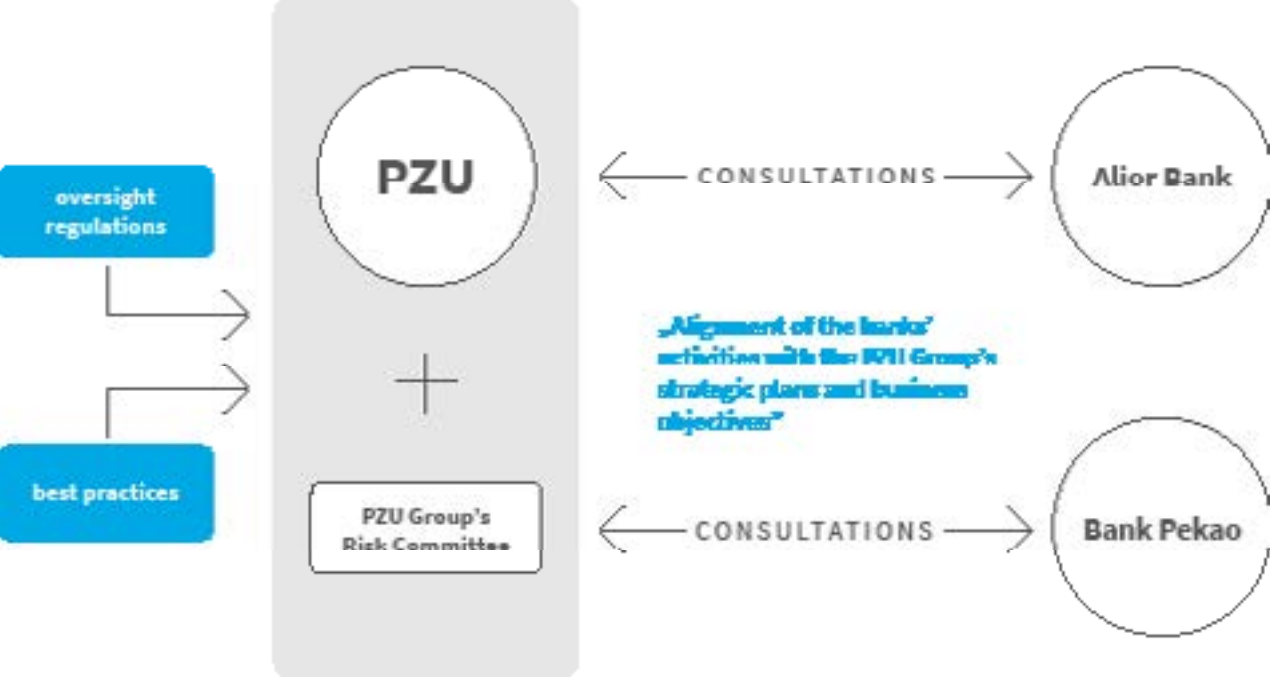 PZU
CONSULTATIONS
Alior Bank
oversight
regulations
„Alignment of the banks'
activities with the PZU Group's
strategic plans and business
objectives"
best practices
PZU Group's
Risk Committee
CONSULTATIONS
Bank Pekao